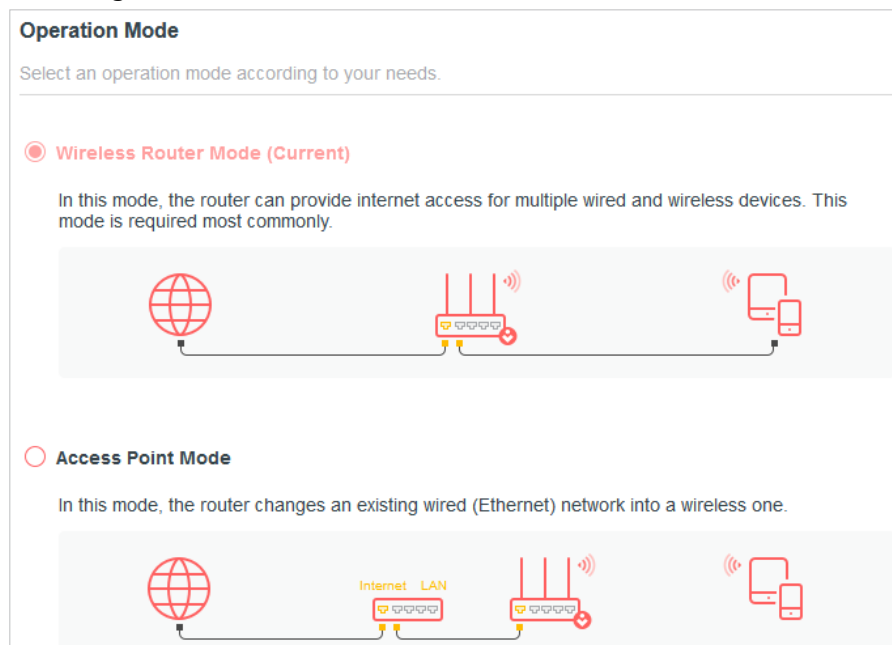 Operation Mode
Select an operation mode according to your needs.
Wireless Router Mode (Current)
In this mode, the router can provide internet access for multiple wired and wireless devices. This
mode is required most commonly.
Access Point Mode
In this mode, the router changes an existing wired (Ethernet) network into a wireless one.
Internet LAN